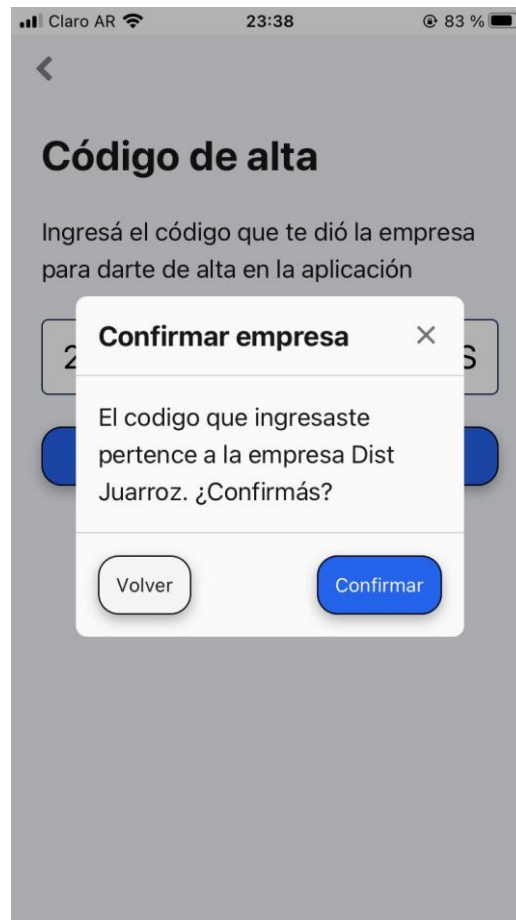 Claro AR
23:38
83 %
Código de alta
Ingresá el código que te dió la empresa
para darte de alta en la aplicación
2
S
Confirmar empresa
El codigo que ingresaste
pertence a la empresa Dist
Juarroz. ¿Confirmás?
Volver
Confirmar